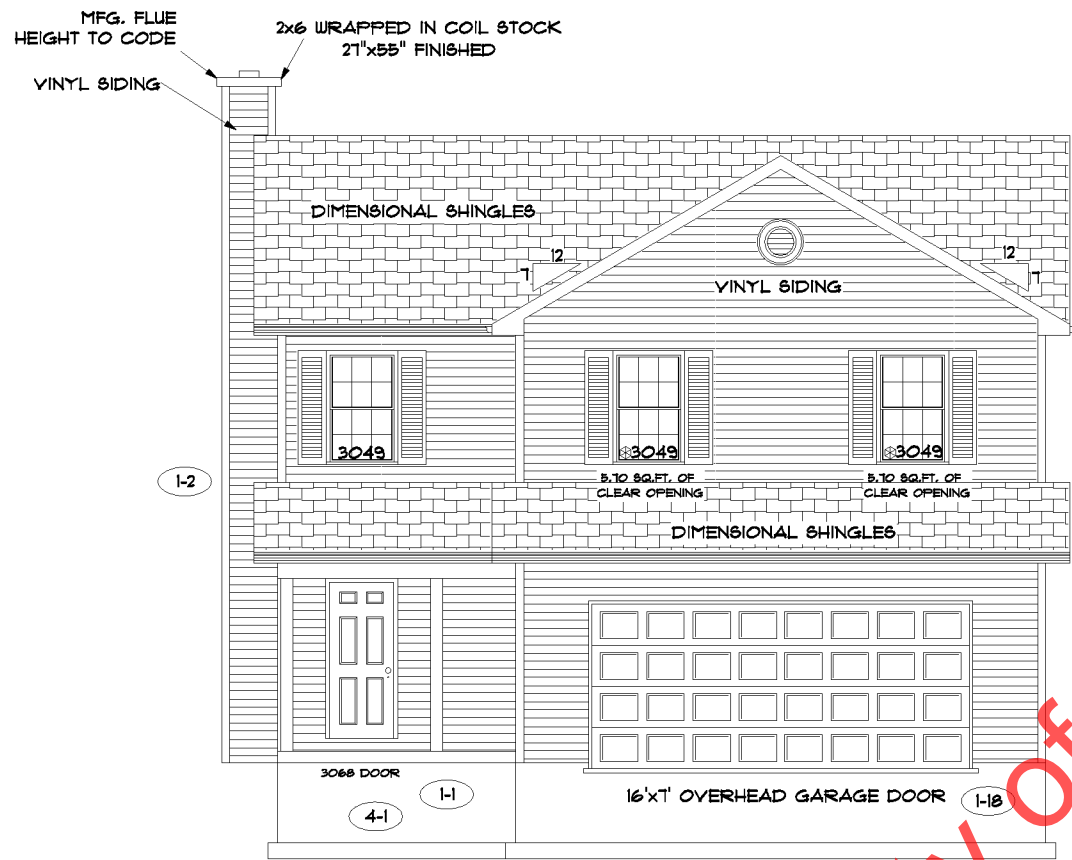 MFG. FLUE
HEIGHT TO CODE
2x6 WRAPPED IN COIL STOCK
27"x55" FINISHED
VINYL SIDING
DIMENSIONAL SHINGLES
12
7
12
7
VINYL SIDING
3049
3049
3049
5.70 SQ.FT. OF
CLEAR OPENING
5.70 SQ.FT. OF
CLEAR OPENING
1-2
DIMENSIONAL SHINGLES
3068 DOOR
1-1
4-1
16'x7' OVERHEAD GARAGE DOOR
1-18
y of